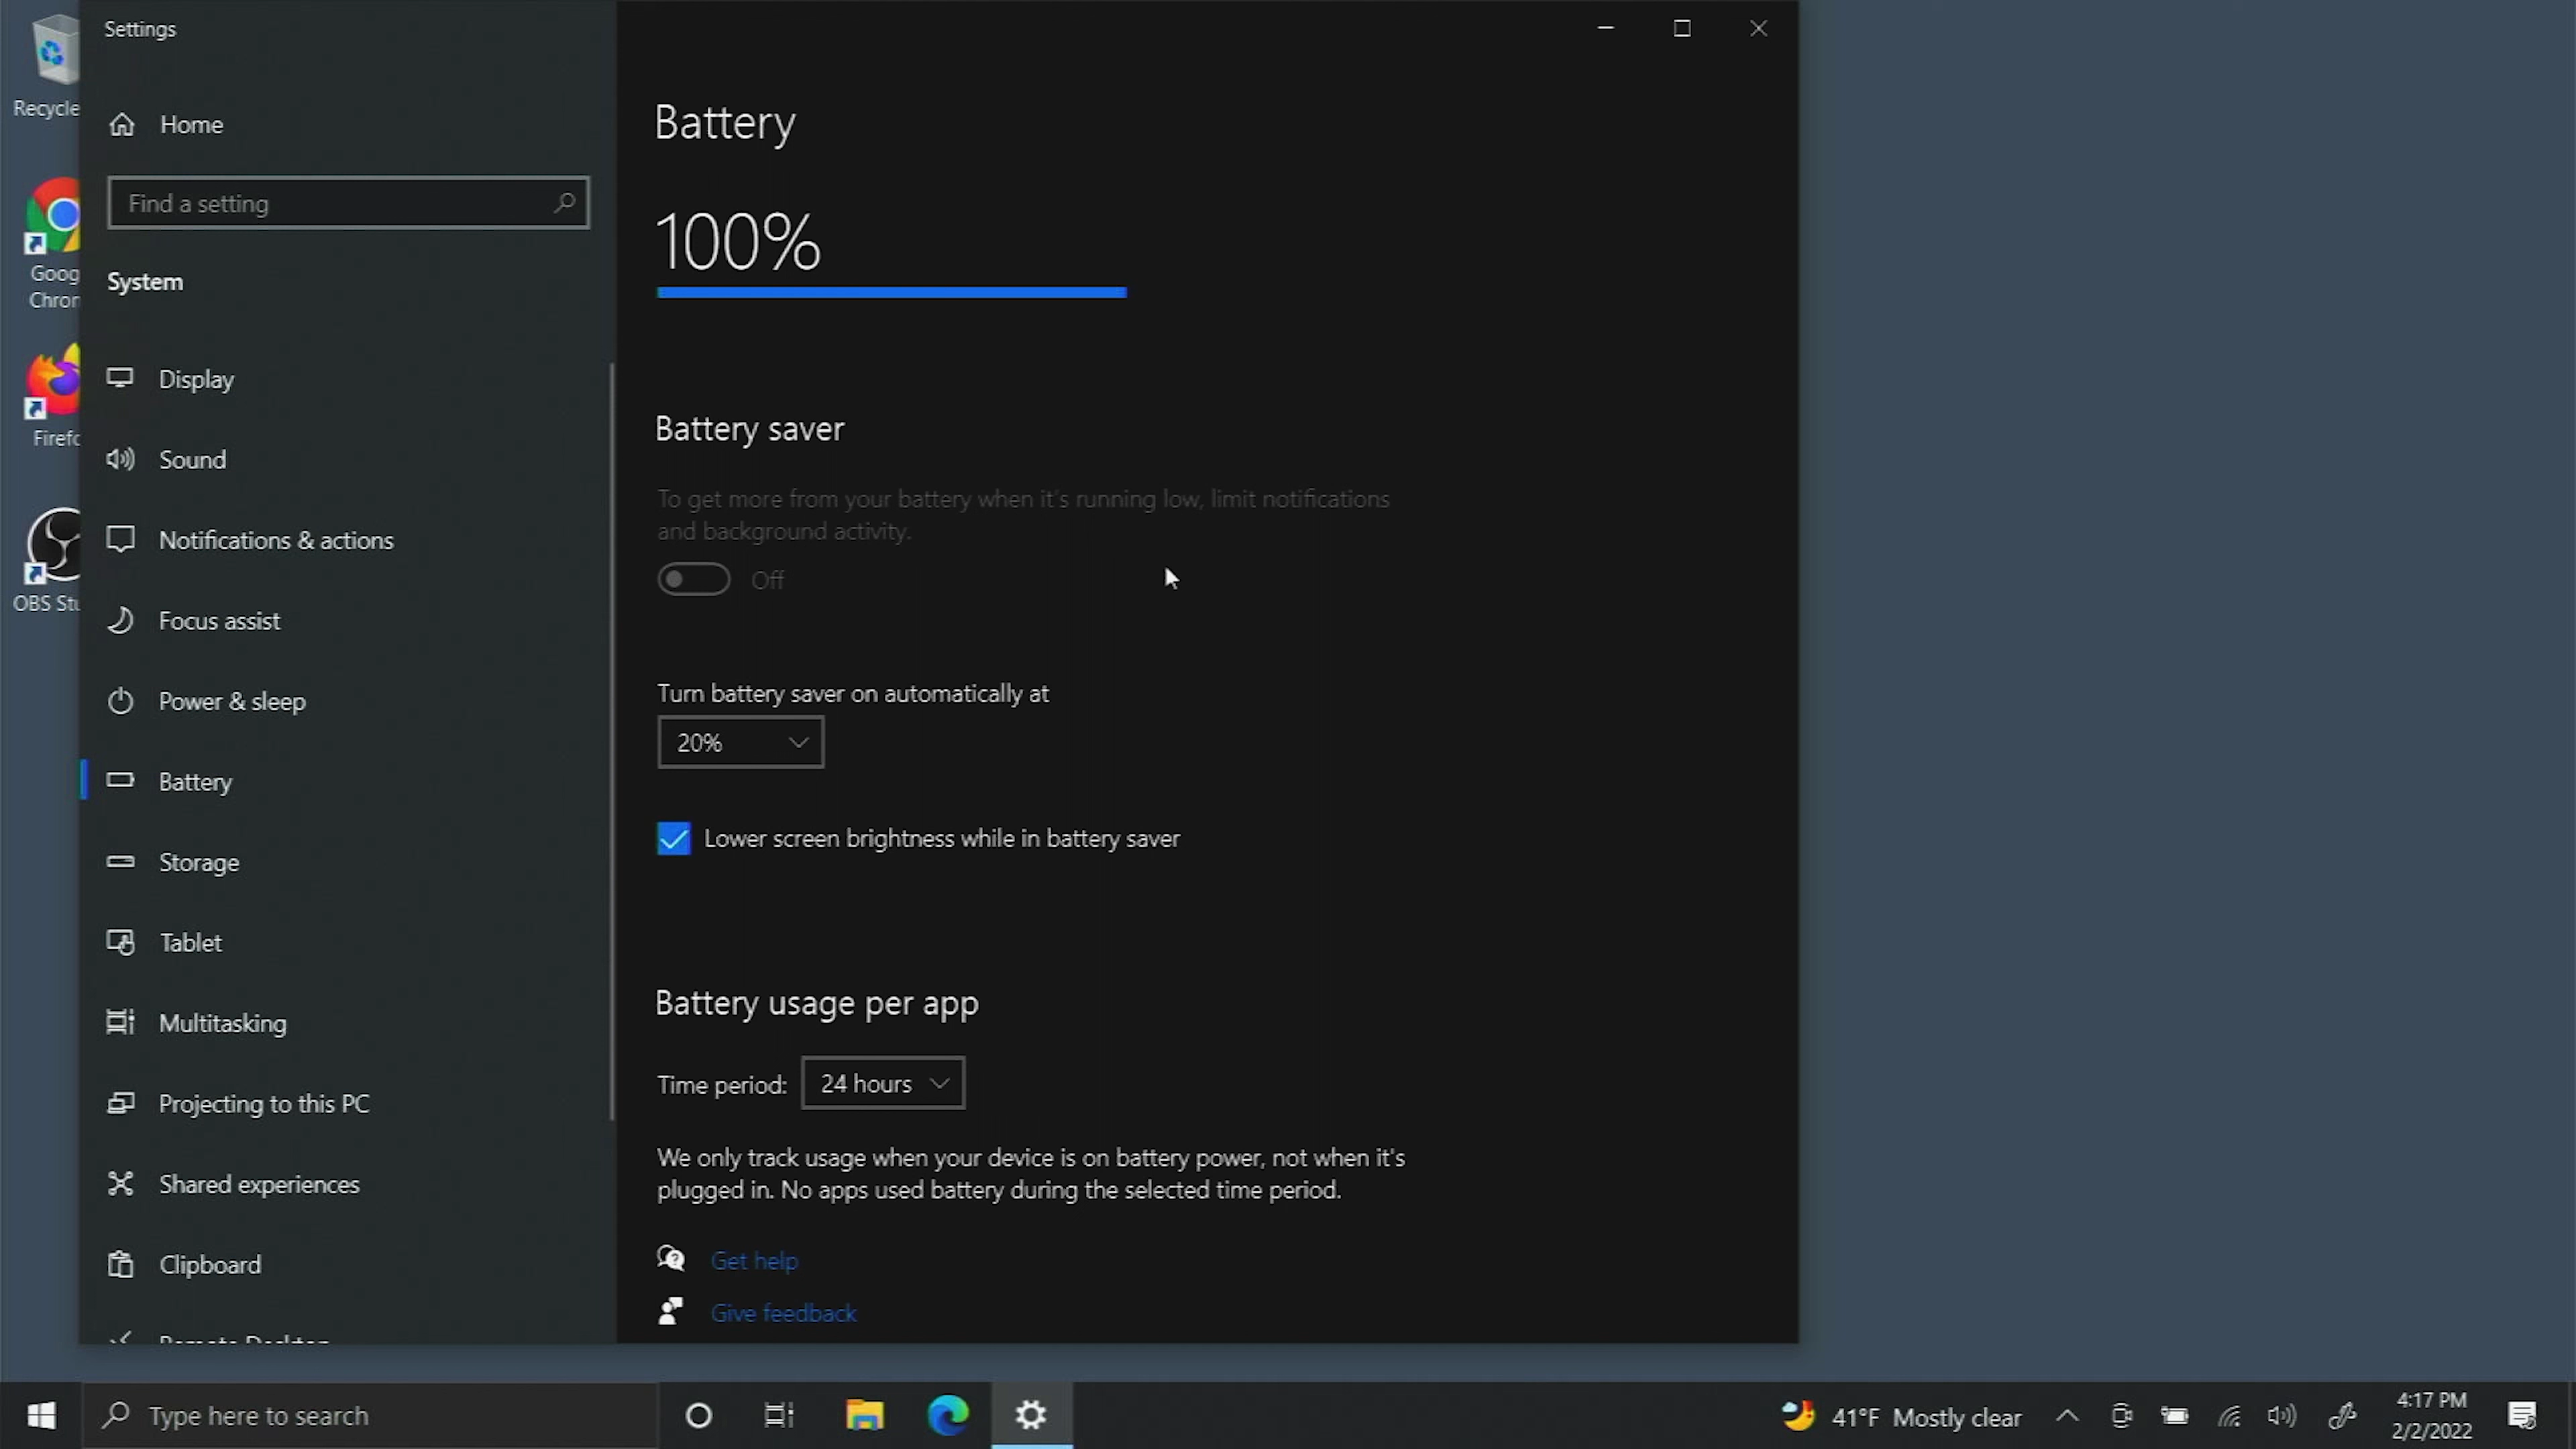 Settings
Recycle
Goog
Chron
Firefo
OBS Stu
Home
Find a setting
System
Display
Sound
Notifications & actions
Focus assist
Power & sleep
Battery
Storage
Tablet
Multitasking
Projecting to this PC
Shared experiences
Clipboard
Remote Desktop
Battery
100%
Battery saver
To get more from your battery when it's running low, limit notifications
and background activity.
Off
Turn battery saver on automatically at
20%
Lower screen brightness while in battery saver
Battery usage per app
Time period: 24 hours
We only track usage when your device is on battery power, not when it's
plugged in. No apps used battery during the selected time period.
Get help
Give feedback
Type here to search
41°F Mostly clear
4:17 PM
2/2/2022